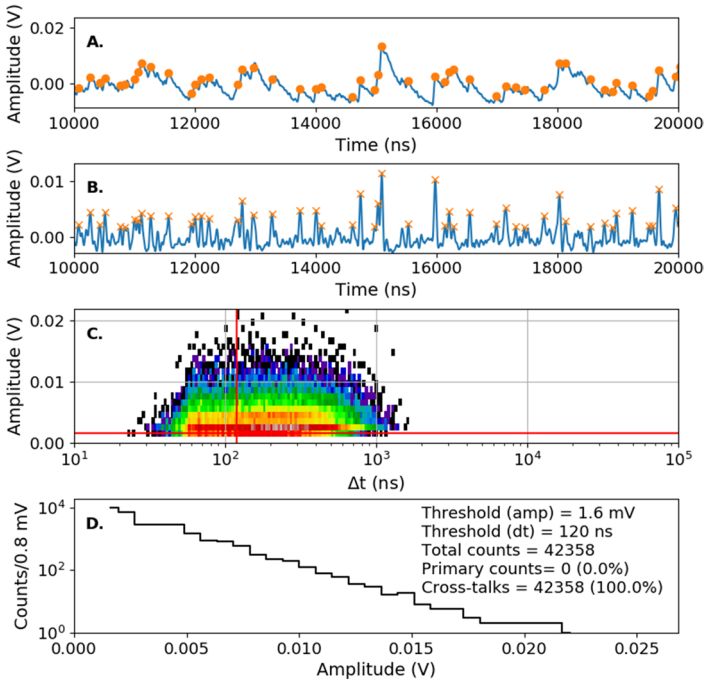 A.
Amplitude (V)
0.02
0.00
10000 12000 14000 16000 18000 20000
Time (ns)
B.
Amplitude (V)
0.01
0.00
10000 12000 14000 16000 18000 20000
Time (ns)
C.
Amplitude (V)
0.02
0.01
0.00
10¹ 10² 10³ 10⁴ 10⁵
Δt (ns)
D.
Counts/0.8 mV
10⁴
10²
10⁰
Threshold (amp) = 1.6 mV
Threshold (dt) = 120 ns
Total counts = 42358
Primary counts= 0 (0.0%)
Cross-talks = 42358 (100.0%)
0.000 0.005 0.010 0.015 0.020 0.025
Amplitude (V)